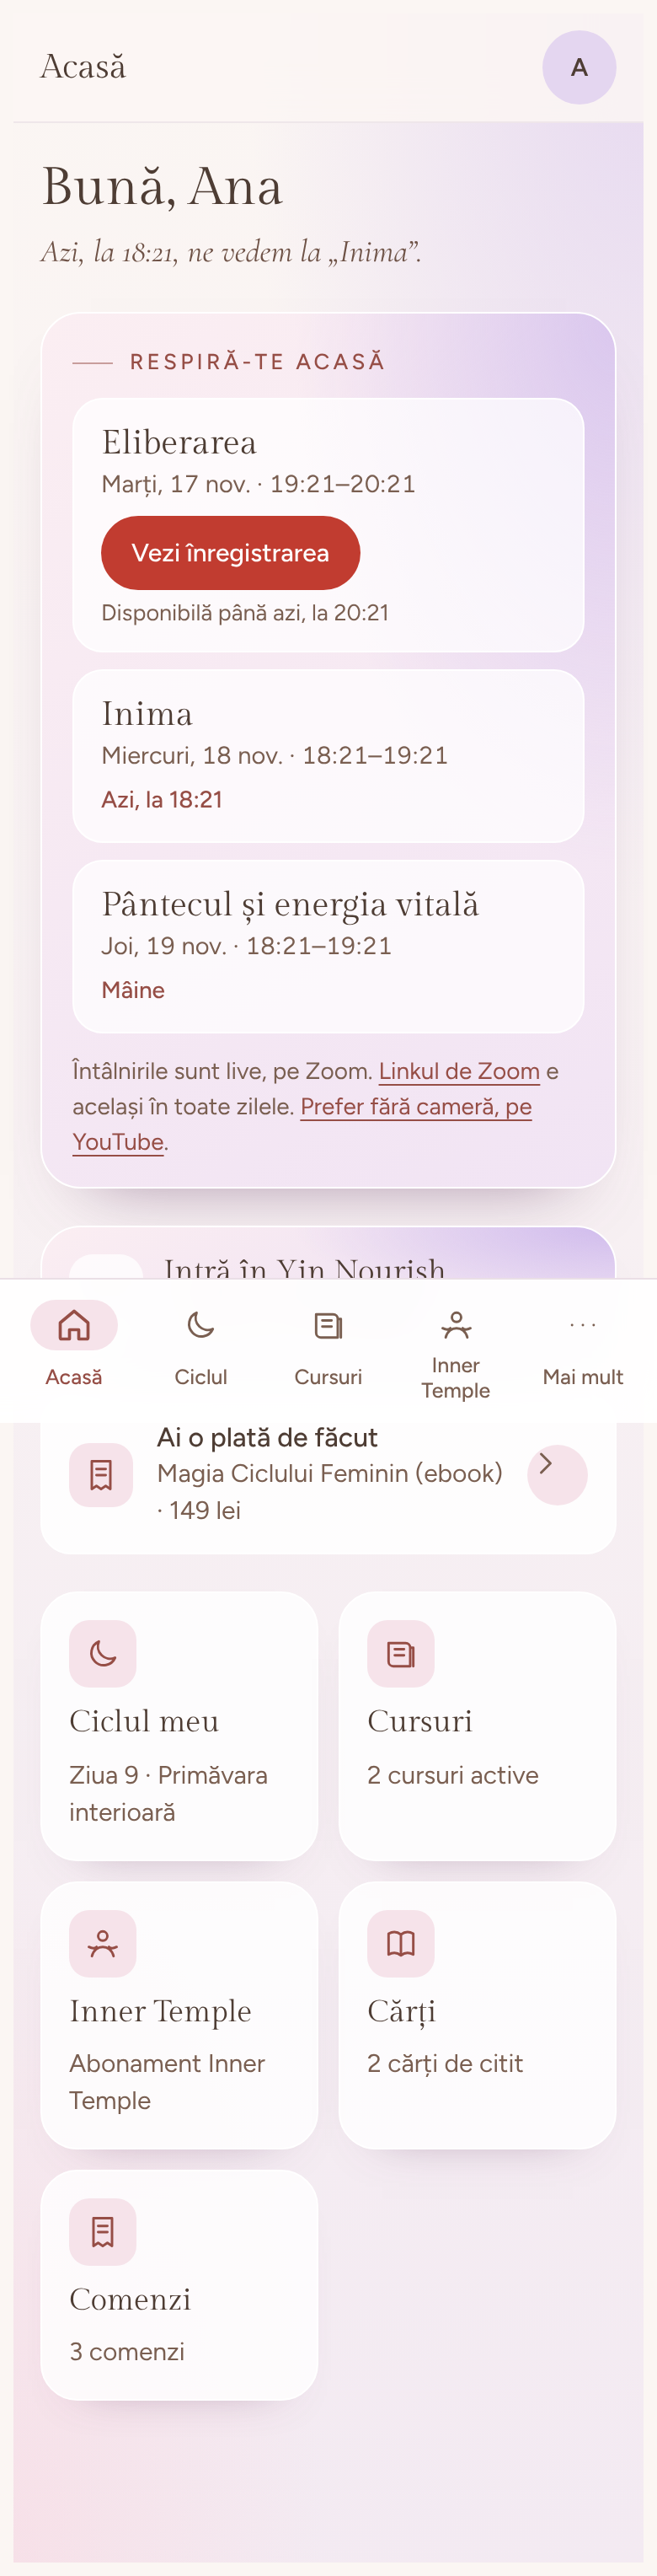 Acasă
A
Bună, Ana
Azi, la 18:21, ne vedem la „Inima”.
RESPIRĂ-TE ACASĂ
Eliberarea
Marți, 17 nov. · 19:21–20:21
Vezi înregistrarea
Disponibilă până azi, la 20:21
Inima
Miercuri, 18 nov. · 18:21–19:21
Azi, la 18:21
Pântecul și energia vitală
Joi, 19 nov. · 18:21–19:21
Mâine
Întâlnirile sunt live, pe Zoom. Linkul de Zoom e
același în toate zilele. Prefer fără cameră, pe
YouTube.
Intră în Yin Nourish
Acasă
Ciclul
Cursuri
Inner
Temple
Mai mult
Ai o plată de făcut
Magia Ciclului Feminin (ebook)
· 149 lei
Ciclul meu
Ziua 9 · Primăvara
interioară
Cursuri
2 cursuri active
Inner Temple
Abonament Inner
Temple
Cărți
2 cărți de citit
Comenzi
3 comenzi